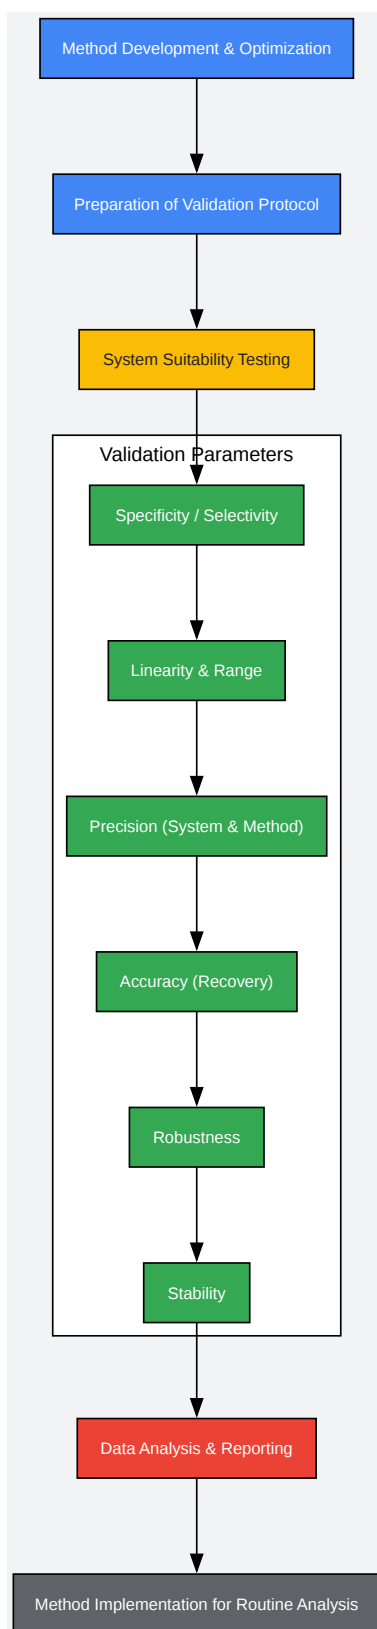 Method Development & Optimization
Preparation of Validation Protocol
System Suitability Testing
Validation Parameters
Specificity / Selectivity
Linearity & Range
Precision (System & Method)
Accuracy (Recovery)
Robustness
Stability
Data Analysis & Reporting
Method Implementation for Routine Analysis